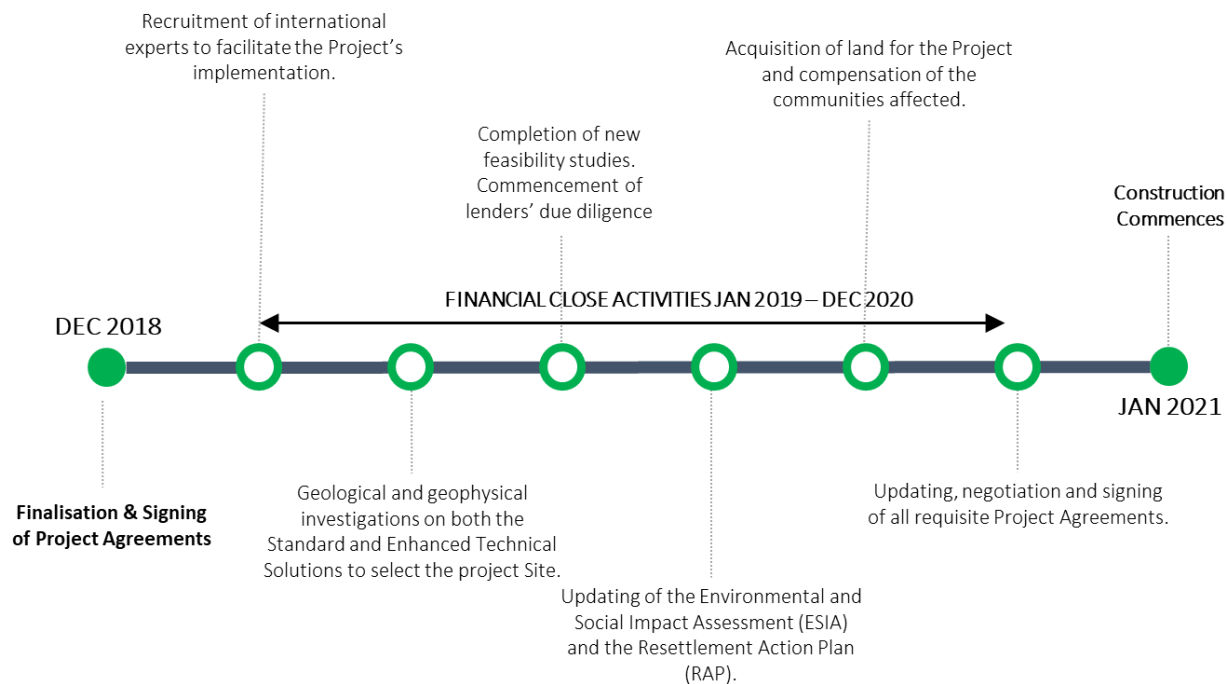 Recruitment of international
experts to facilitate the Project's
implementation.
Acquisition of land for the Project
and compensation of the
communities affected.
Completion of new
feasibility studies.
Commencement of
lenders' due diligence
Construction
Commences
FINANCIAL CLOSE ACTIVITIES JAN 2019 – DEC 2020
DEC 2018
JAN 2021
Finalisation & Signing
of Project Agreements
Geological and geophysical
investigations on both the
Standard and Enhanced Technical
Solutions to select the project Site.
Updating, negotiation and signing
of all requisite Project Agreements.
Updating of the Environmental and
Social Impact Assessment (ESIA)
and the Resettlement Action Plan
(RAP).